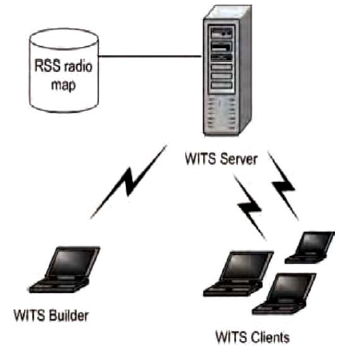 RSS radio
map
WITS Server
WITS Builder
WITS Clients